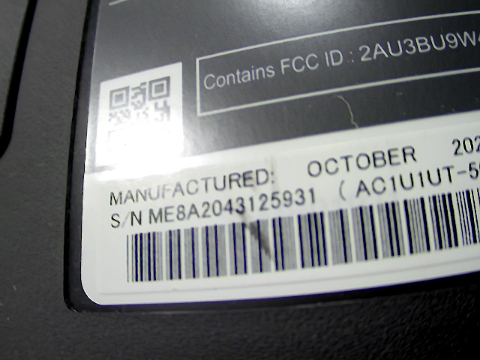 Contains FCC ID : 2AU3BU9W
MANUFACTURED: OCTOBER 202
S/N ME8A2043125931 ( AC1U1UT-5